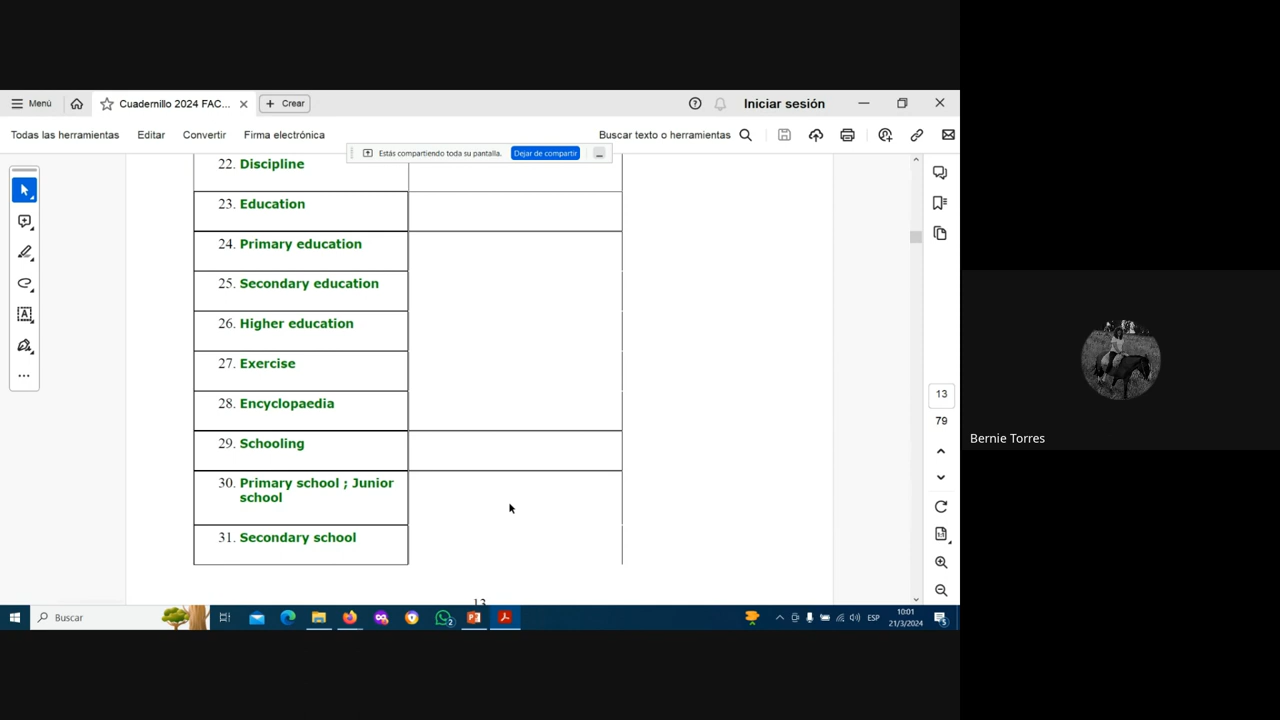 Menú
Cuadernillo 2024 FAC...
Crear
Iniciar sesión
Todas las herramientas
Editar
Convertir
Firma electrónica
Buscar texto o herramientas
Estás compartiendo toda su pantalla.
Dejar de compartir
22. Discipline
23. Education
24. Primary education
25. Secondary education
26. Higher education
27. Exercise
28. Encyclopaedia
29. Schooling
30. Primary school ; Junior
school
31. Secondary school
13
13
79
Bernie Torres
Buscar
2
ESP
10:01
21/3/2024
5